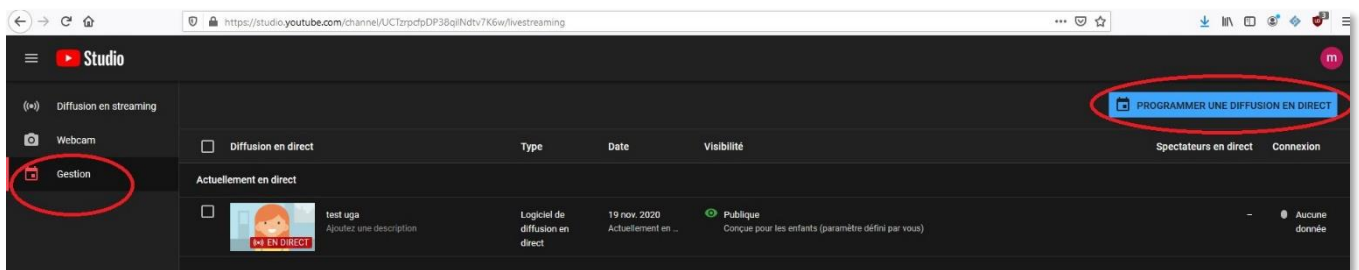 https://studio.youtube.com/channel/UCTzrpcfpDP38qilNdtv7K6w/livestreaming
Studio
m
Diffusion en streaming
PROGRAMMER UNE DIFFUSION EN DIRECT
Webcam
Diffusion en direct Type Date Visibilité Spectateurs en direct Connexion
Gestion
Actuellement en direct
test uga Logiciel de 19 nov. 2020 Publique – Aucune
Ajoutez une description diffusion en Actuellement en ... Conçue pour les enfants (paramètre défini par vous) donnée
EN DIRECT direct